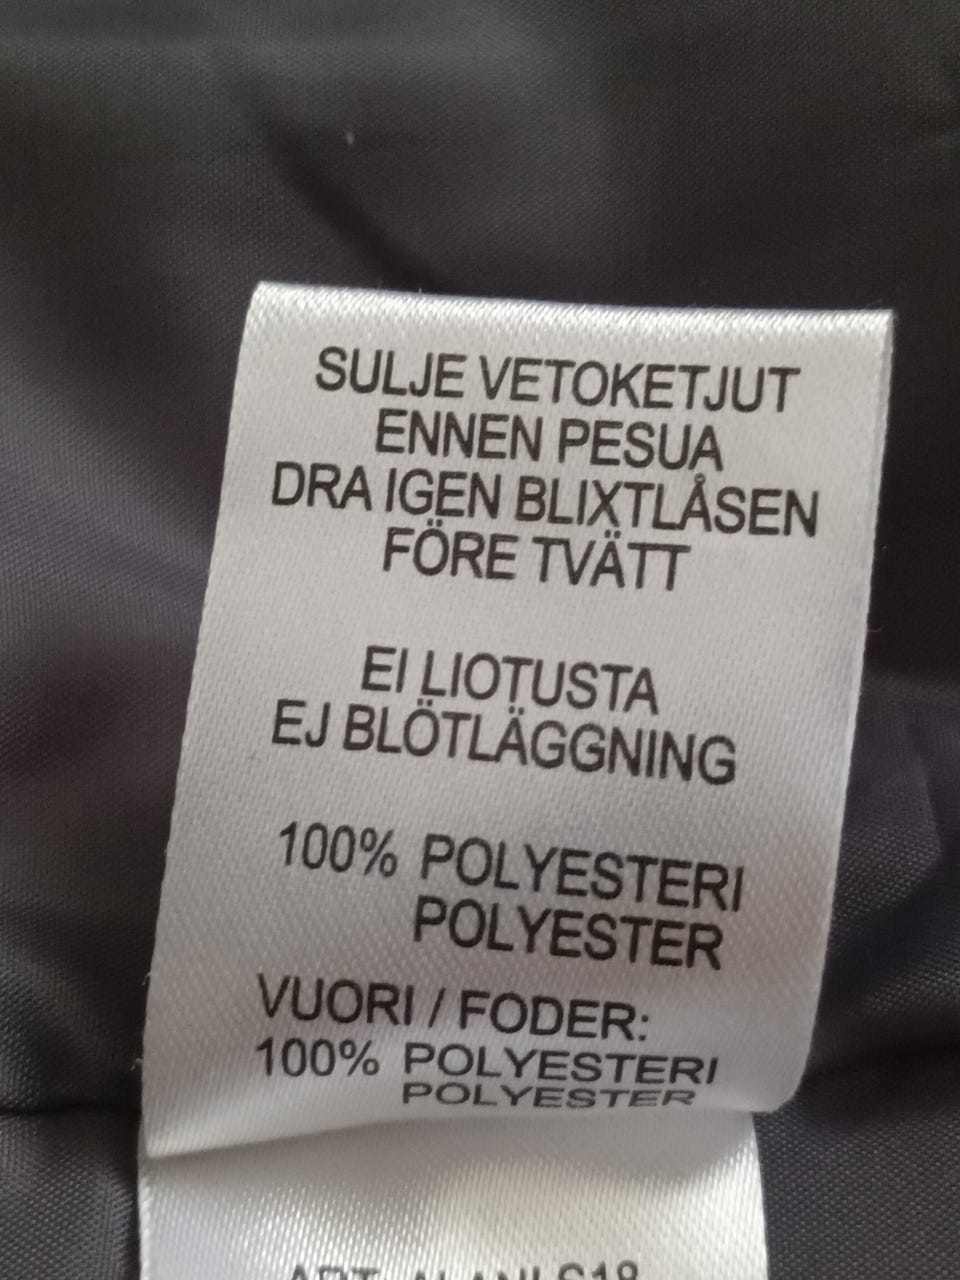 SULJE VETOKETJUT
ENNEN PESUA
DRA IGEN BLIXTLÅSEN
FÖRE TVÄTT
EI LIOTUSTA
EJ BLÖTLÄGGNING
100% POLYESTERI
POLYESTER
VUORI / FODER:
100% POLYESTERI
POLYESTER